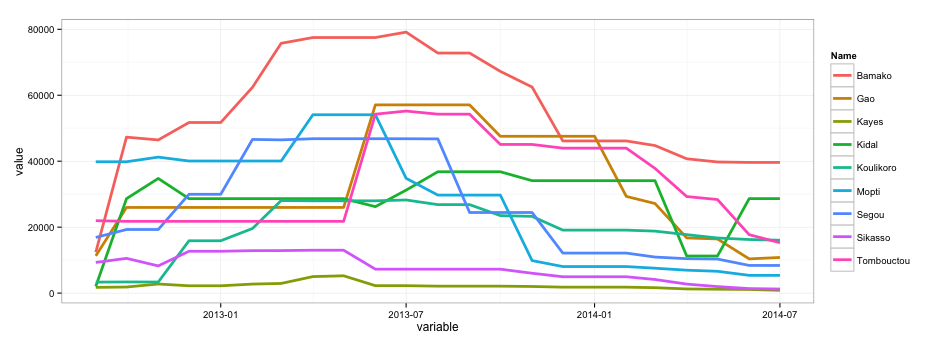 80000
60000
40000
20000
0
value
2013-01
2013-07
2014-01
2014-07
variable
Name
Bamako
Gao
Kayes
Kidal
Koulikoro
Mopti
Segou
Sikasso
Tombouctou